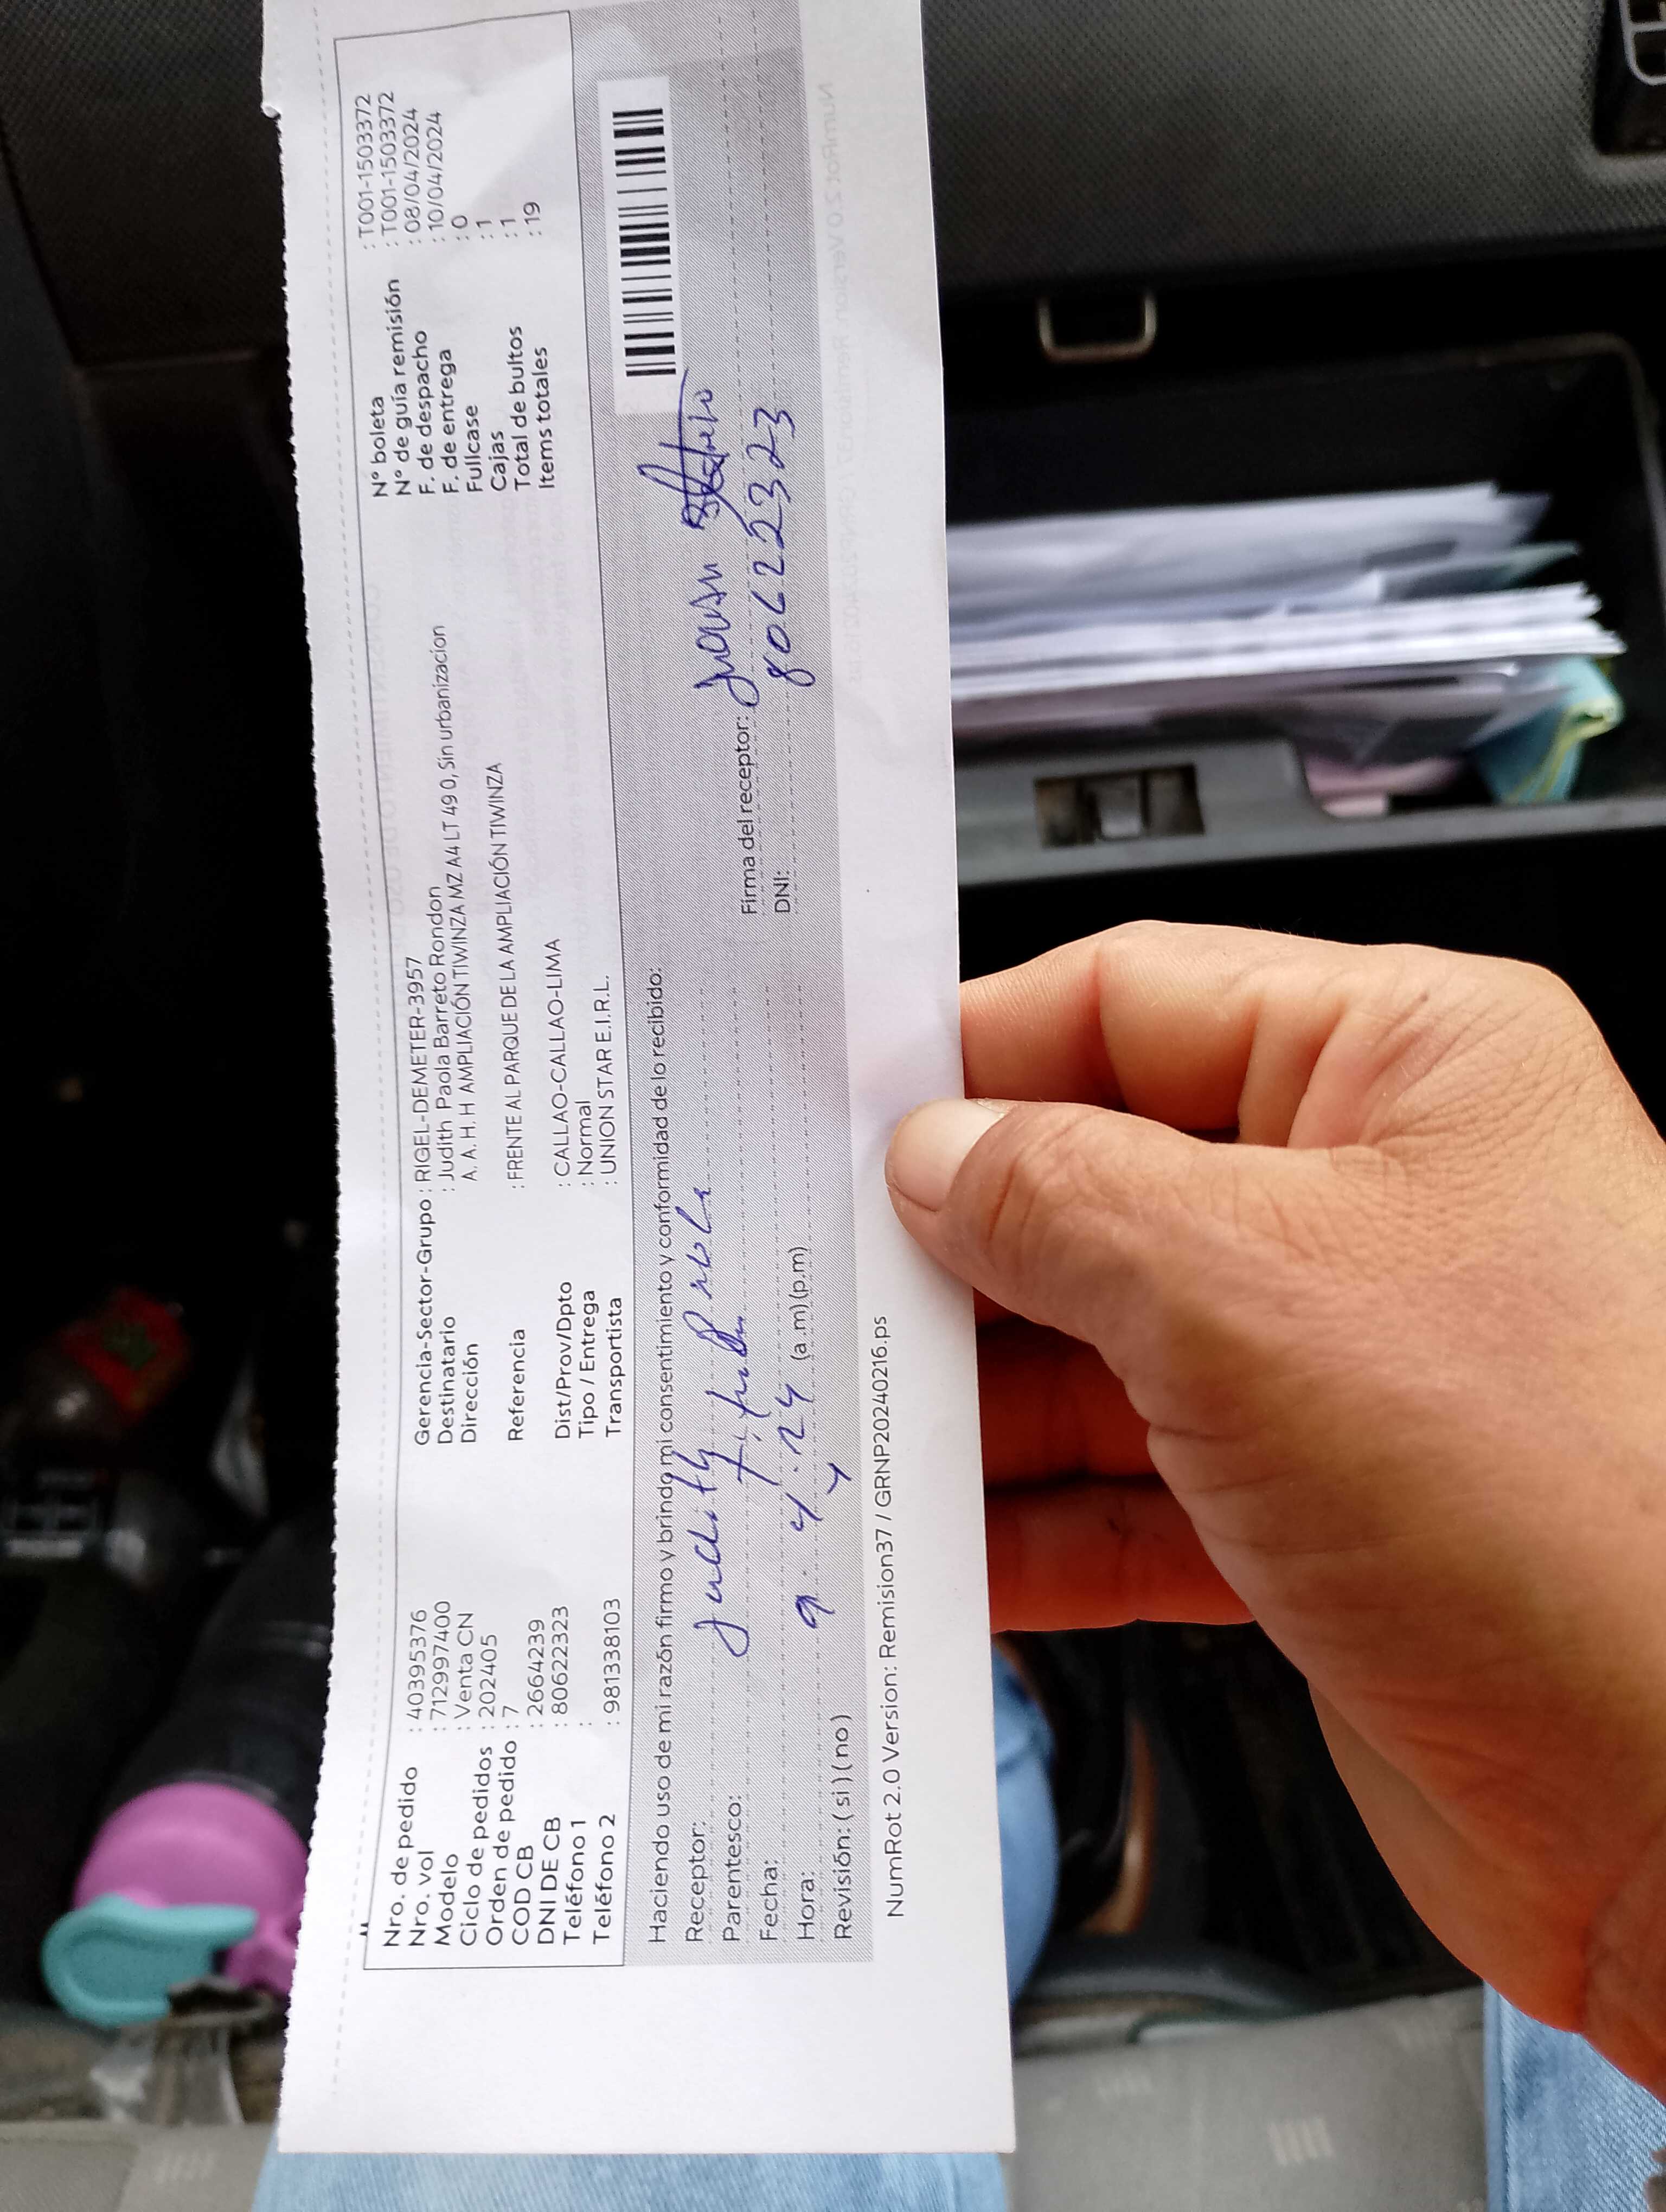 Nro. de pedido : 40395376
Nro. vol : 712997400
Modelo : Venta CN
Ciclo de pedidos : 202405
Orden de pedido : 7
COD CB : 2664239
DNI DE CB : 80622323
Teléfono 1 :
Teléfono 2 : 981338103
Gerencia-Sector-Grupo : RIGEL-DEMETER-3957
Destinatario : Judith Paola Barreto Rondon
Dirección A. A. H. H AMPLIACIÓN TIWINZA MZ A4 LT 49 0, Sin urbanizacion
Referencia : FRENTE AL PARQUE DE LA AMPLIACIÓN TIWINZA
Dist/Prov/Dpto : CALLAO-CALLAO-LIMA
Tipo / Entrega : Normal
Transportista : UNION STAR E.I.R.L.
N° boleta : T001-1503372
N° de guía remisión : T001-1503372
F. de despacho : 08/04/2024
F. de entrega : 10/04/2024
Fullcase : 0
Cajas : 1
Total de bultos : 1
Items totales : 19
Haciendo uso de mi razón firmo y brindo mi consentimiento y conformidad de lo recibido:
Receptor: Judith
Parentesco:
Fecha: 9. 4. 24
Hora: (a.m) (p.m)
Revisión: ( si ) ( no )
Firma del receptor:
DNI: 80622323
NumRot 2.0 Version: Remision37 / GRNP20240216.ps